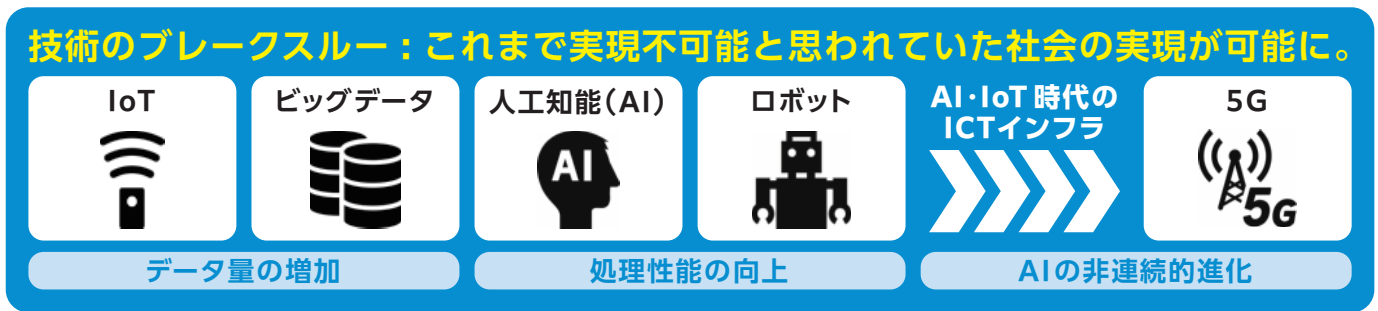 技術のブレークスルー：これまで実現不可能と思われていた社会の実現が可能に。
IoT
ビッグデータ
人工知能（AI）
AI
ロボット
AI・IoT 時代の
ICTインフラ
5G
5G
データ量の増加
処理性能の向上
AIの非連続的進化